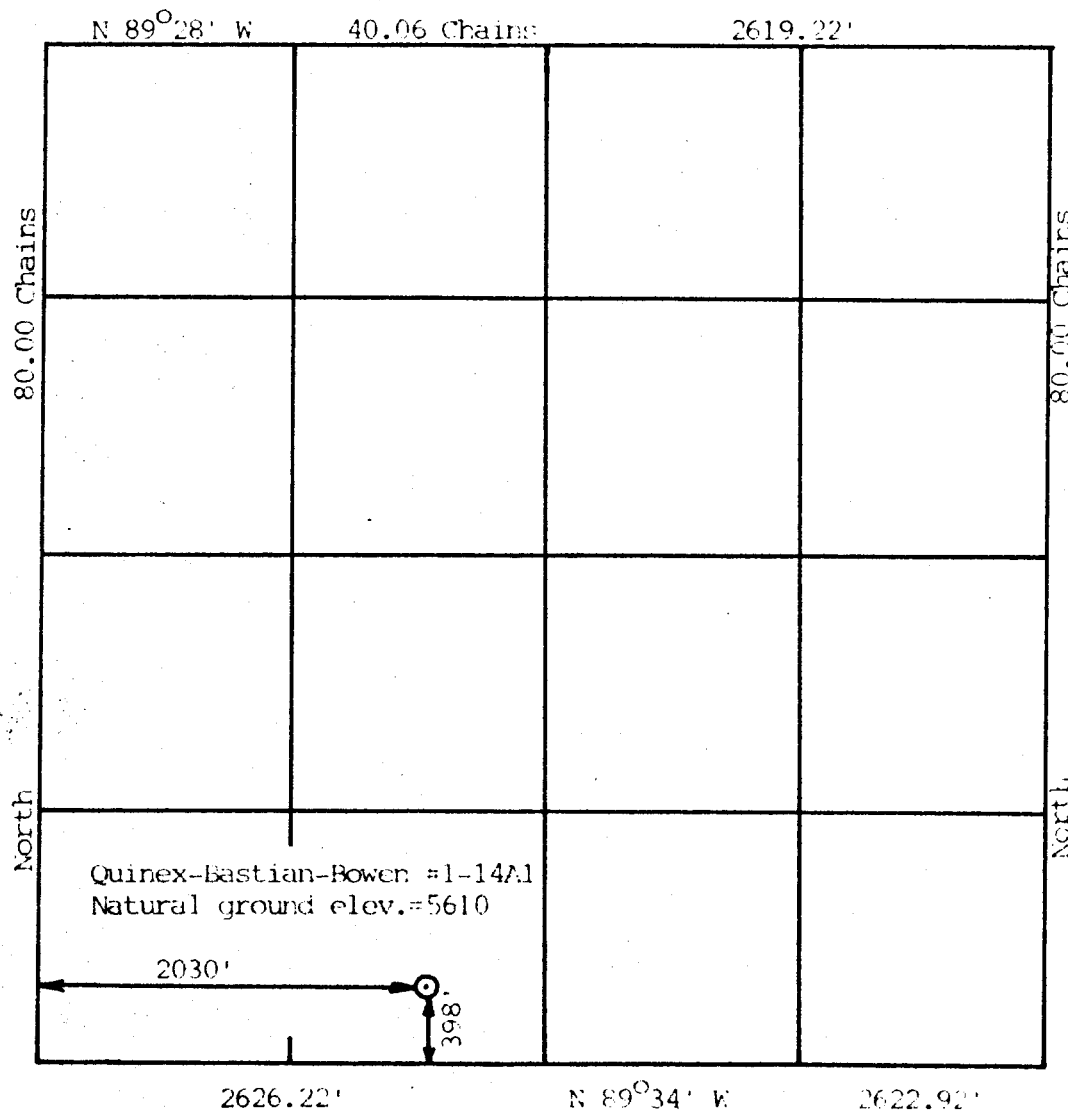 N 89°28' W 40.06 Chains 2619.22'
80.00 Chains
80.00 Chains
North
North
Quinex-Bastian-Bowen #1-14A1
Natural ground elev.=5610
2030'
398'
2626.22' N 89°34' W 2622.92'